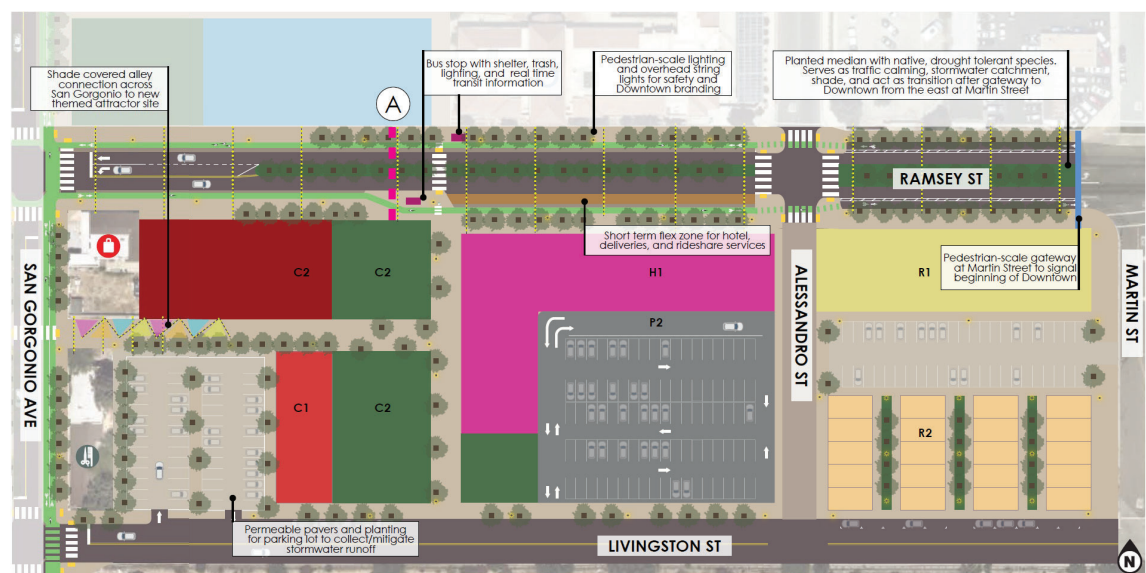 Shade covered alley
connection across
San Gorgonio to new
themed attractor site
Bus stop with shelter, trash,
lighting, and real time
transit information
Pedestrian-scale lighting
and overhead string
lights for safety and
Downtown branding
Planted median with native, drought tolerant species.
Serves as traffic calming, stormwater catchment,
shade, and act as transition after gateway to
Downtown from the east at Martin Street
A
RAMSEY ST
Short term flex zone for hotel,
deliveries, and rideshare services
Pedestrian-scale gateway
at Martin Street to signal
beginning of Downtown
SAN GORGONIO AVE
C2
C2
H1
R1
ALESSANDRO ST
MARTIN ST
P2
C1
C2
R2
Permeable pavers and planting
for parking lot to collect/mitigate
stormwater runoff
LIVINGSTON ST
N